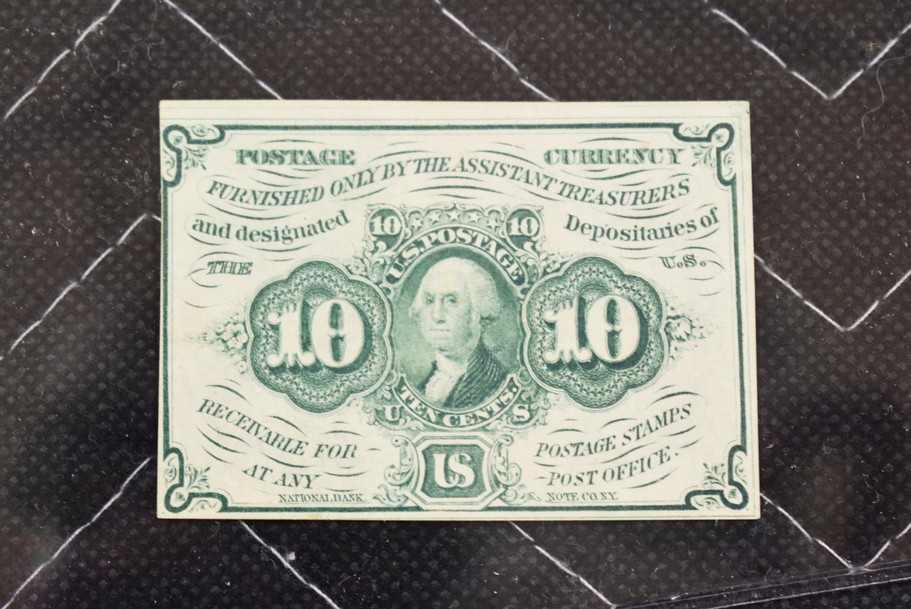 POSTAGE CURRENCY
FURNISHED ONLY BY THE ASSISTANT TREASURERS
and designated Depositaries of
THE U.S.
10 10
U.S. POSTAGE
10 10
TEN CENTS.
U S
RECEIVABLE FOR POSTAGE STAMPS
AT ANY POST OFFICE.
US
NATIONAL BANK NOTE CO. N.Y.